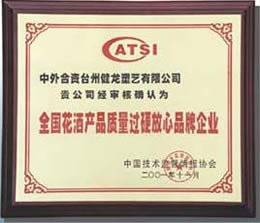 CATSI
中外合资台州健龙塑艺有限公司
贵公司经审核确认为
全国花洒产品质量过硬放心品牌企业
中国技术监督情报协会
二〇〇一年十一月